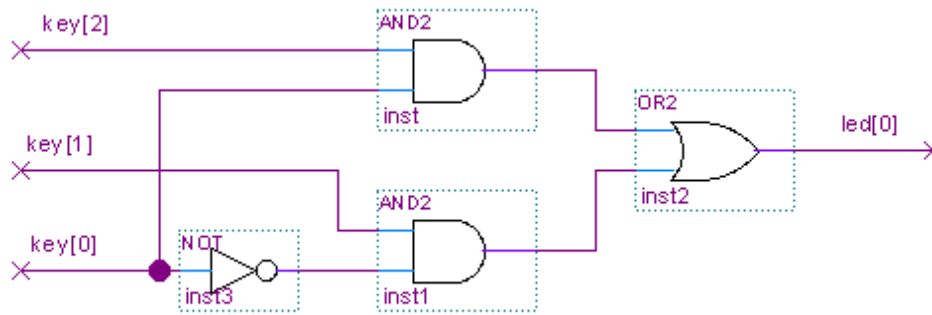 key[2]
AND2
inst
OR2
led[0]
inst2
key[1]
AND2
inst1
key[0]
NOT
inst3